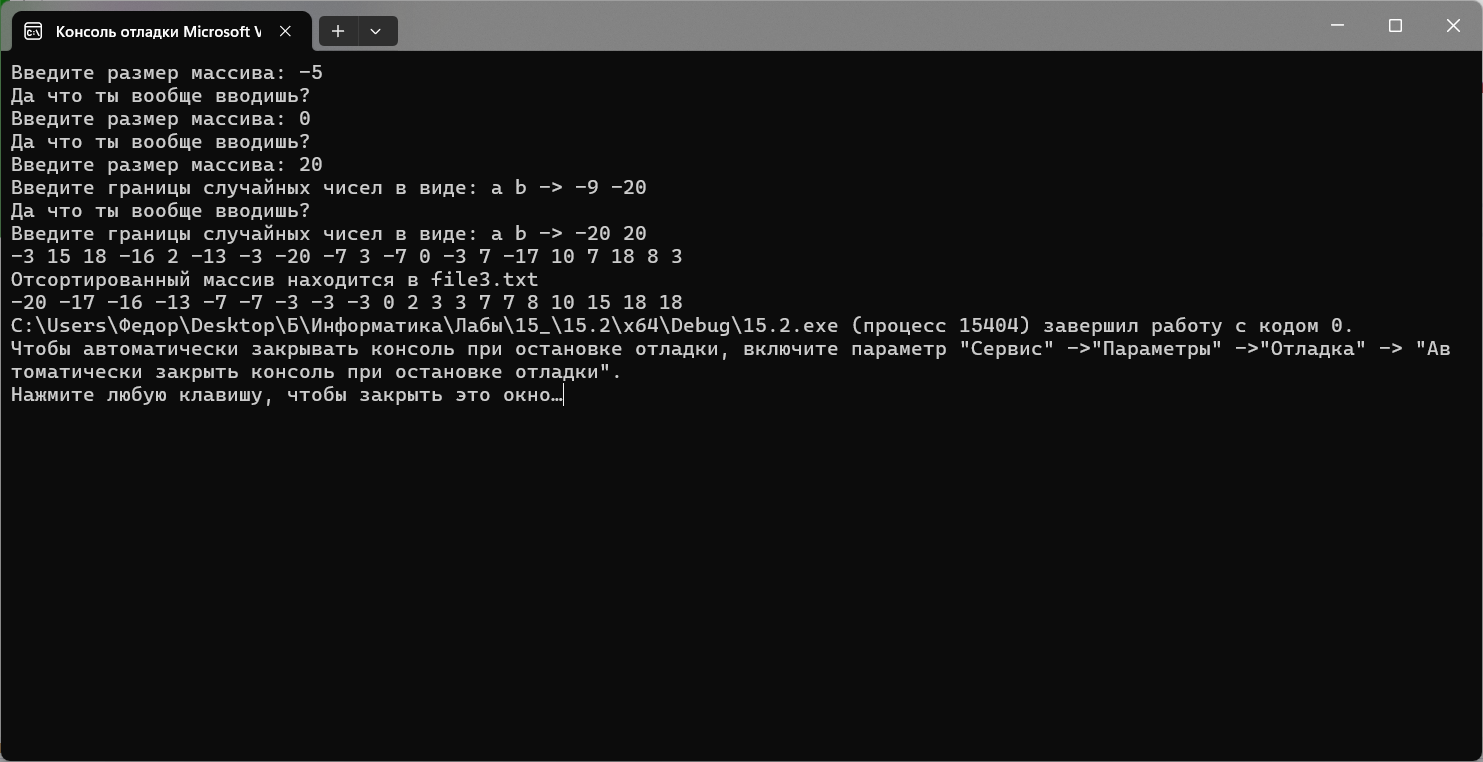 Консоль отладки Microsoft V
Введите размер массива: -5
Да что ты вообще вводишь?
Введите размер массива: 0
Да что ты вообще вводишь?
Введите размер массива: 20
Введите границы случайных чисел в виде: a b -> -9 -20
Да что ты вообще вводишь?
Введите границы случайных чисел в виде: a b -> -20 20
-3 15 18 -16 2 -13 -3 -20 -7 3 -7 0 -3 7 -17 10 7 18 8 3
Отсортированный массив находится в file3.txt
-20 -17 -16 -13 -7 -7 -3 -3 -3 0 2 3 3 7 7 8 10 15 18 18
C:\Users\Федор\Desktop\Б\Информатика\Лабы\15_\15.2\x64\Debug\15.2.exe (процесс 15404) завершил работу с кодом 0.
Чтобы автоматически закрывать консоль при остановке отладки, включите параметр "Сервис" ->"Параметры" ->"Отладка" -> "Ав
томатически закрыть консоль при остановке отладки".
Нажмите любую клавишу, чтобы закрыть это окно…